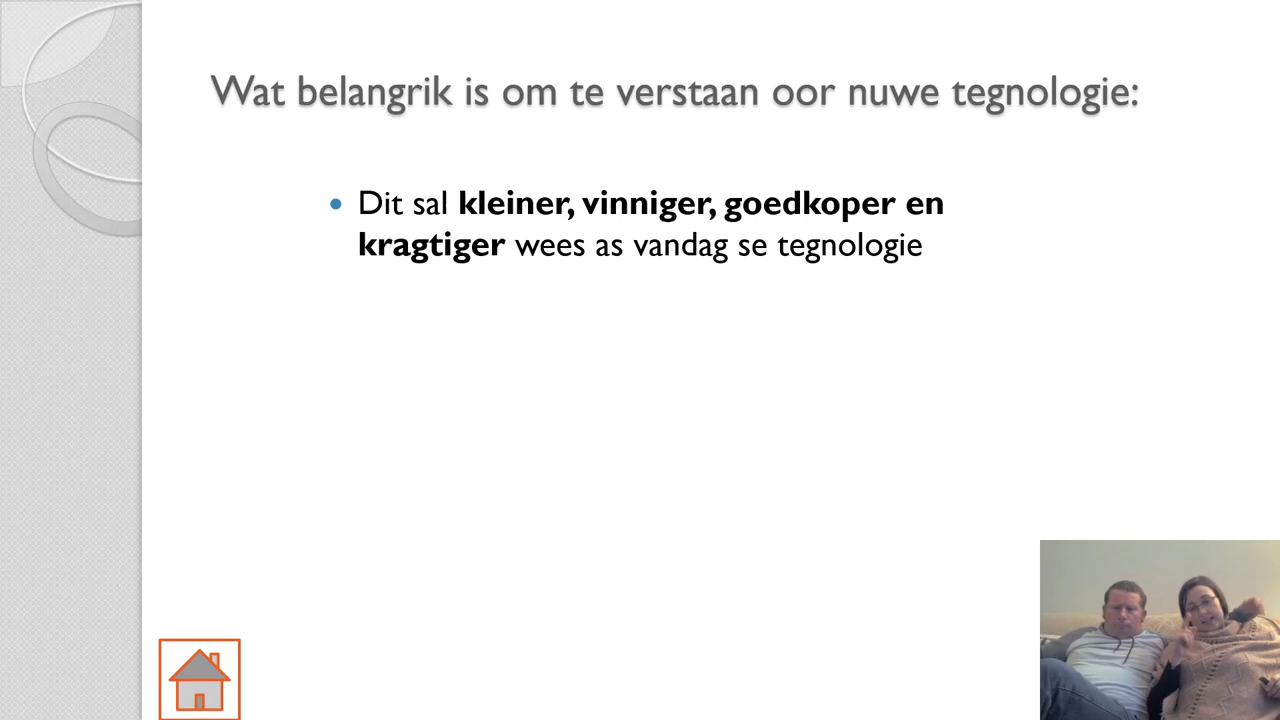 Wat belangrik is om te verstaan oor nuwe tegnologie:
• Dit sal kleiner, vinniger, goedkoper en
kragtiger wees as vandag se tegnologie